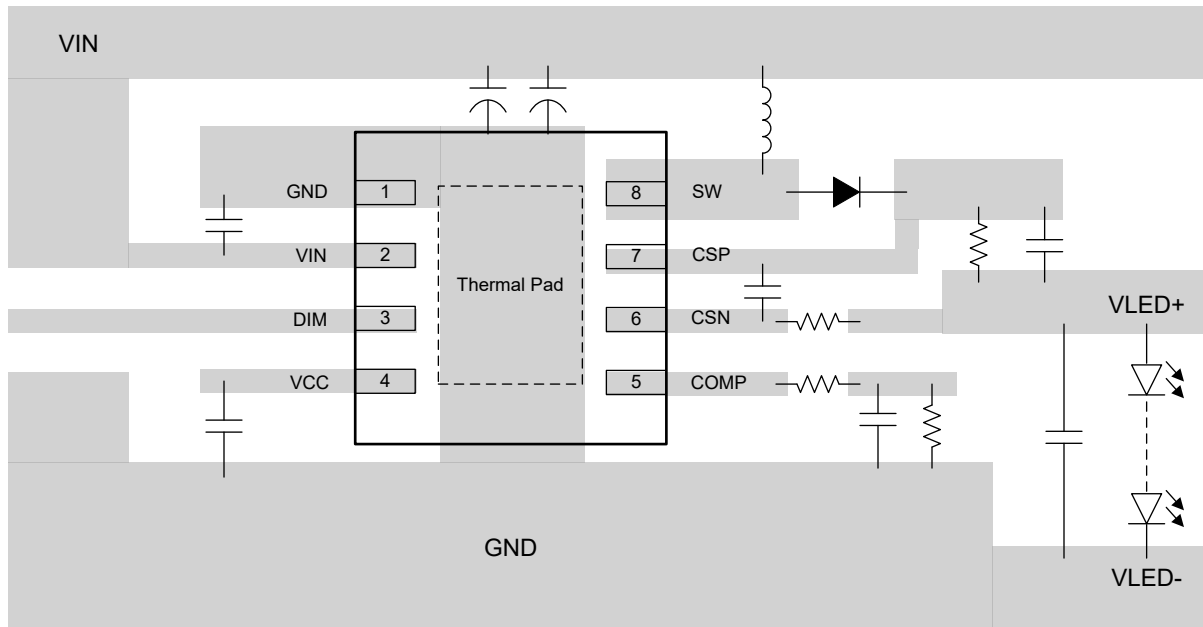 VIN
GND 1
8 SW
VIN 2
7 CSP
Thermal Pad
DIM 3
6 CSN
VLED+
VCC 4
5 COMP
GND
VLED-